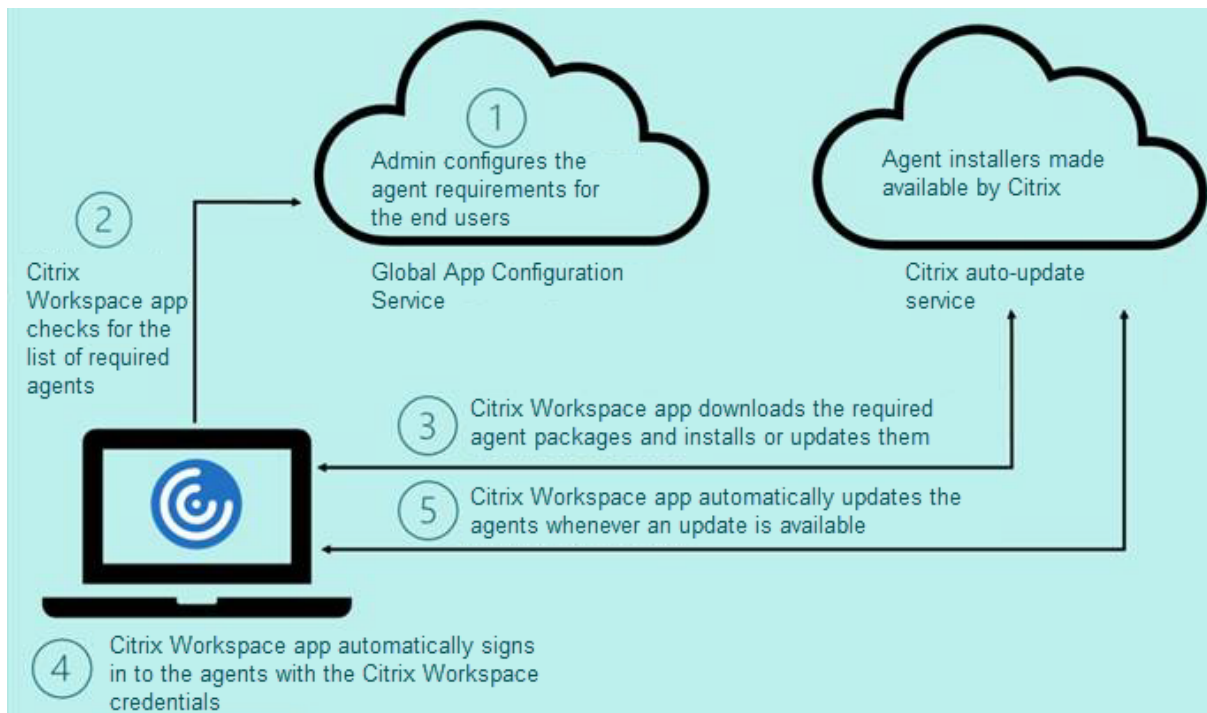 1
Admin configures the
agent requirements for
the end users
Global App Configuration
Service
Agent installers made
available by Citrix
Citrix auto-update
service
2
Citrix
Workspace app
checks for the
list of required
agents
3
Citrix Workspace app downloads the required
agent packages and installs or updates them
5
Citrix Workspace app automatically updates the
agents whenever an update is available
4
Citrix Workspace app automatically signs
in to the agents with the Citrix Workspace
credentials